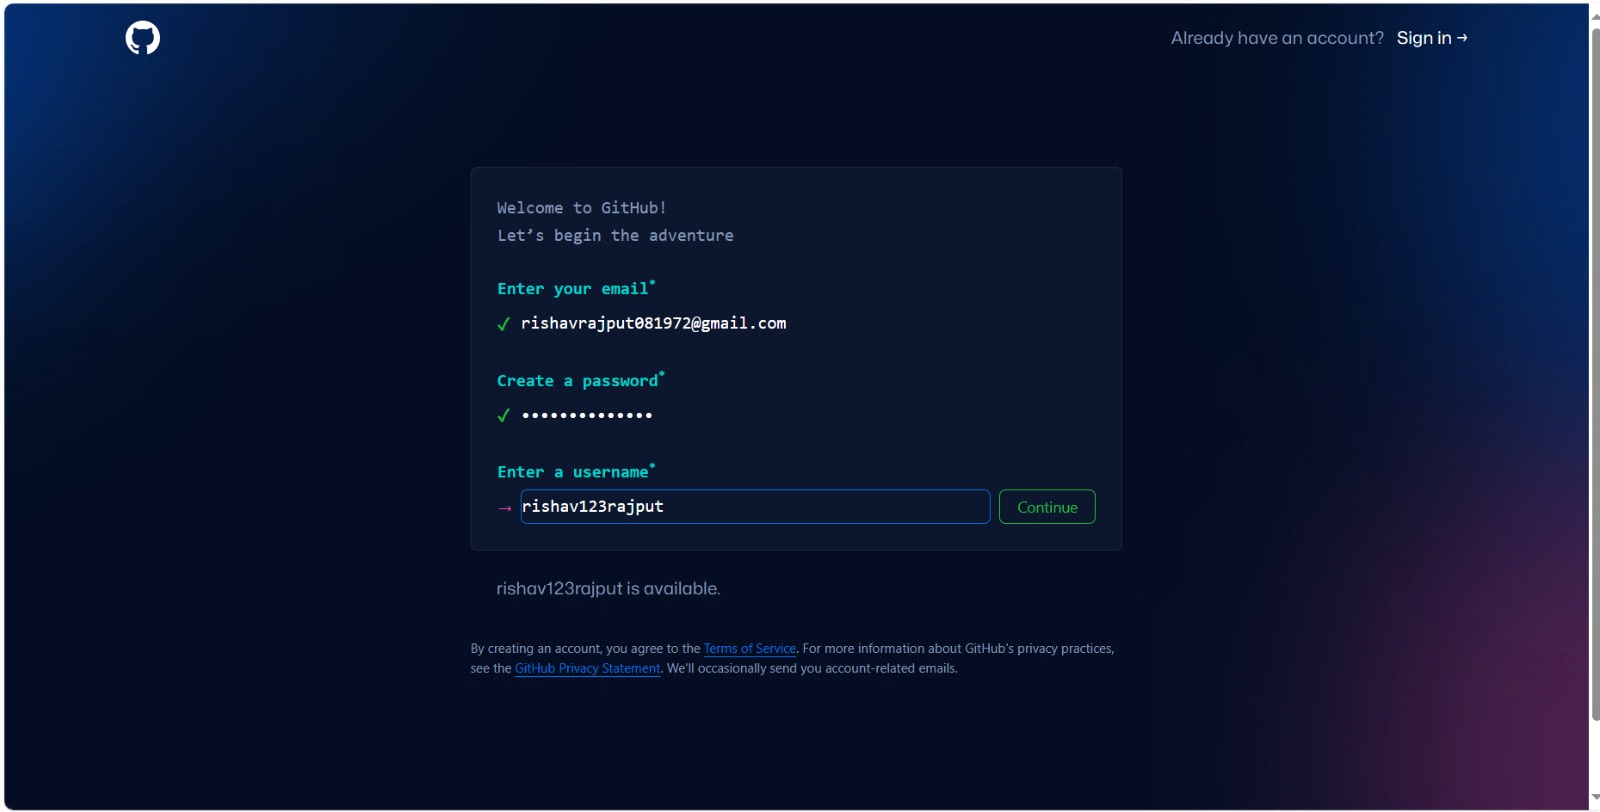 Already have an account? Sign in →
Welcome to GitHub!
Let’s begin the adventure
Enter your email*
✓ rishavrajput081972@gmail.com
Create a password*
✓ ••••••••••••••
Enter a username*
→ rishav123rajput Continue
rishav123rajput is available.
By creating an account, you agree to the Terms of Service. For more information about GitHub's privacy practices,
see the GitHub Privacy Statement. We'll occasionally send you account-related emails.